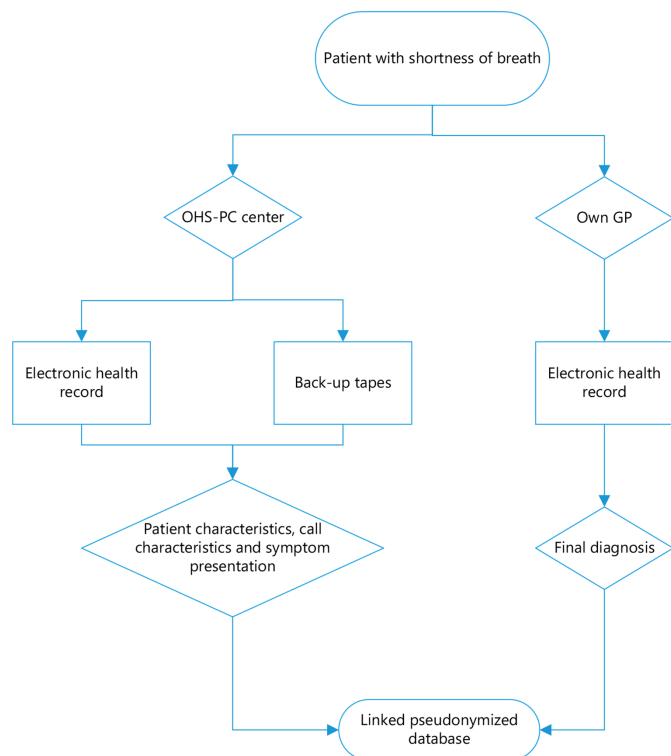 Patient with shortness of breath
OHS-PC center
Own GP
Electronic health
record
Back-up tapes
Electronic health
record
Patient characteristics, call
characteristics and symptom
presentation
Final diagnosis
Linked pseudonymized
database